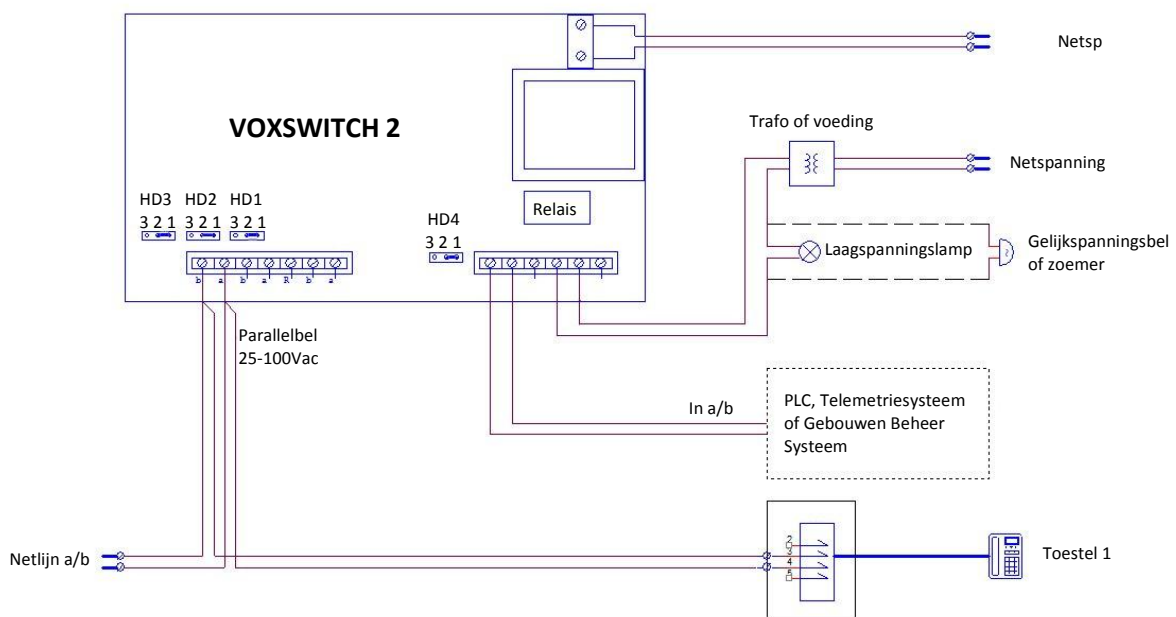 Netsp
VOXSWITCH 2
Trafo of voeding
Netspanning
HD3 HD2 HD1
3 2 1 3 2 1 3 2 1
HD4
3 2 1
Relais
Laagspanningslamp
Gelijkspanningsbel
of zoemer
b a b a R b a
Parallelbel
25-100Vac
In a/b
PLC, Telemetriesysteem
of Gebouwen Beheer
Systeem
Netlijn a/b
2
3
4
5
Toestel 1